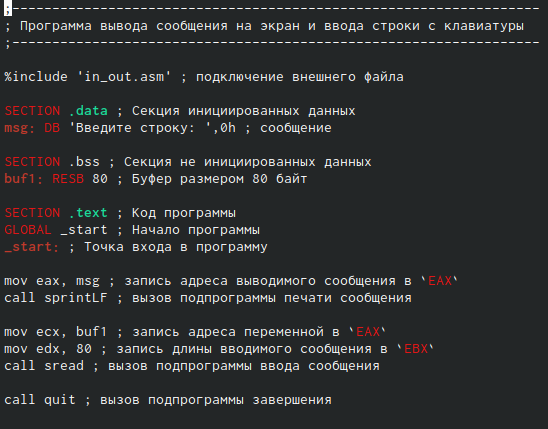 ;------------------------------------------------------------------
; Программа вывода сообщения на экран и ввода строки с клавиатуры
;------------------------------------------------------------------
%include 'in_out.asm' ; подключение внешнего файла
SECTION .data ; Секция инициированных данных
msg: DB 'Введите строку: ',0h ; сообщение
SECTION .bss ; Секция не инициированных данных
buf1: RESB 80 ; Буфер размером 80 байт
SECTION .text ; Код программы
GLOBAL _start ; Начало программы
_start: ; Точка входа в программу
mov eax, msg ; запись адреса выводимого сообщения в `EAX`
call sprintLF ; вызов подпрограммы печати сообщения
mov ecx, buf1 ; запись адреса переменной в `EAX`
mov edx, 80 ; запись длины вводимого сообщения в `EBX`
call sread ; вызов подпрограммы ввода сообщения
call quit ; вызов подпрограммы завершения